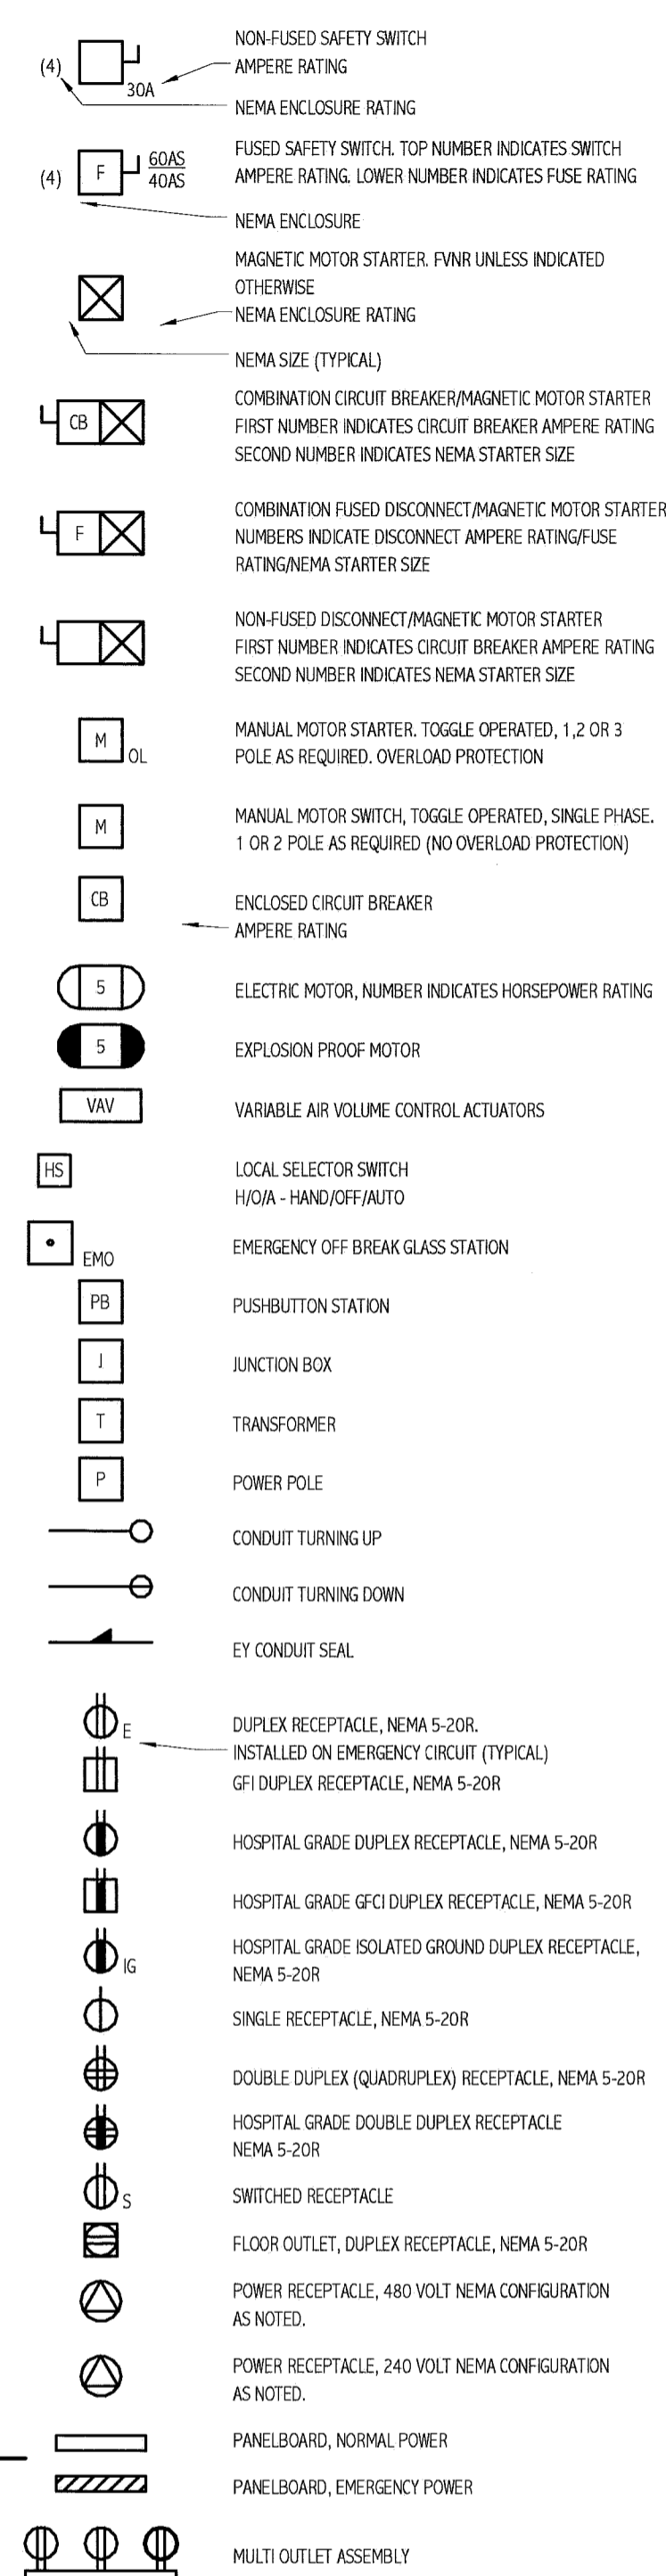 NON-FUSED SAFETY SWITCH
(4)
AMPERE RATING
30A
NEMA ENCLOSURE RATING
FUSED SAFETY SWITCH. TOP NUMBER INDICATES SWITCH
(4) F 60AS
40AS
AMPERE RATING. LOWER NUMBER INDICATES FUSE RATING
NEMA ENCLOSURE
MAGNETIC MOTOR STARTER. FVNR UNLESS INDICATED
OTHERWISE
NEMA ENCLOSURE RATING
NEMA SIZE (TYPICAL)
COMBINATION CIRCUIT BREAKER/MAGNETIC MOTOR STARTER
CB
FIRST NUMBER INDICATES CIRCUIT BREAKER AMPERE RATING
SECOND NUMBER INDICATES NEMA STARTER SIZE
COMBINATION FUSED DISCONNECT/MAGNETIC MOTOR STARTER
F
NUMBERS INDICATE DISCONNECT AMPERE RATING/FUSE
RATING/NEMA STARTER SIZE
NON-FUSED DISCONNECT/MAGNETIC MOTOR STARTER
FIRST NUMBER INDICATES CIRCUIT BREAKER AMPERE RATING
SECOND NUMBER INDICATES NEMA STARTER SIZE
M
OL
MANUAL MOTOR STARTER. TOGGLE OPERATED, 1,2 OR 3
POLE AS REQUIRED. OVERLOAD PROTECTION
M
MANUAL MOTOR SWITCH, TOGGLE OPERATED, SINGLE PHASE.
1 OR 2 POLE AS REQUIRED (NO OVERLOAD PROTECTION)
CB
ENCLOSED CIRCUIT BREAKER
AMPERE RATING
5
ELECTRIC MOTOR, NUMBER INDICATES HORSEPOWER RATING
5
EXPLOSION PROOF MOTOR
VAV
VARIABLE AIR VOLUME CONTROL ACTUATORS
HS
LOCAL SELECTOR SWITCH
H/O/A - HAND/OFF/AUTO
EMO
EMERGENCY OFF BREAK GLASS STATION
PB
PUSHBUTTON STATION
J
JUNCTION BOX
T
TRANSFORMER
P
POWER POLE
CONDUIT TURNING UP
CONDUIT TURNING DOWN
EY CONDUIT SEAL
E
DUPLEX RECEPTACLE, NEMA 5-20R.
INSTALLED ON EMERGENCY CIRCUIT (TYPICAL)
GFI DUPLEX RECEPTACLE, NEMA 5-20R
HOSPITAL GRADE DUPLEX RECEPTACLE, NEMA 5-20R
HOSPITAL GRADE GFCI DUPLEX RECEPTACLE, NEMA 5-20R
IG
HOSPITAL GRADE ISOLATED GROUND DUPLEX RECEPTACLE,
NEMA 5-20R
SINGLE RECEPTACLE, NEMA 5-20R
DOUBLE DUPLEX (QUADRUPLEX) RECEPTACLE, NEMA 5-20R
HOSPITAL GRADE DOUBLE DUPLEX RECEPTACLE
NEMA 5-20R
S
SWITCHED RECEPTACLE
FLOOR OUTLET, DUPLEX RECEPTACLE, NEMA 5-20R
POWER RECEPTACLE, 480 VOLT NEMA CONFIGURATION
AS NOTED.
POWER RECEPTACLE, 240 VOLT NEMA CONFIGURATION
AS NOTED.
PANELBOARD, NORMAL POWER
PANELBOARD, EMERGENCY POWER
MULTI OUTLET ASSEMBLY